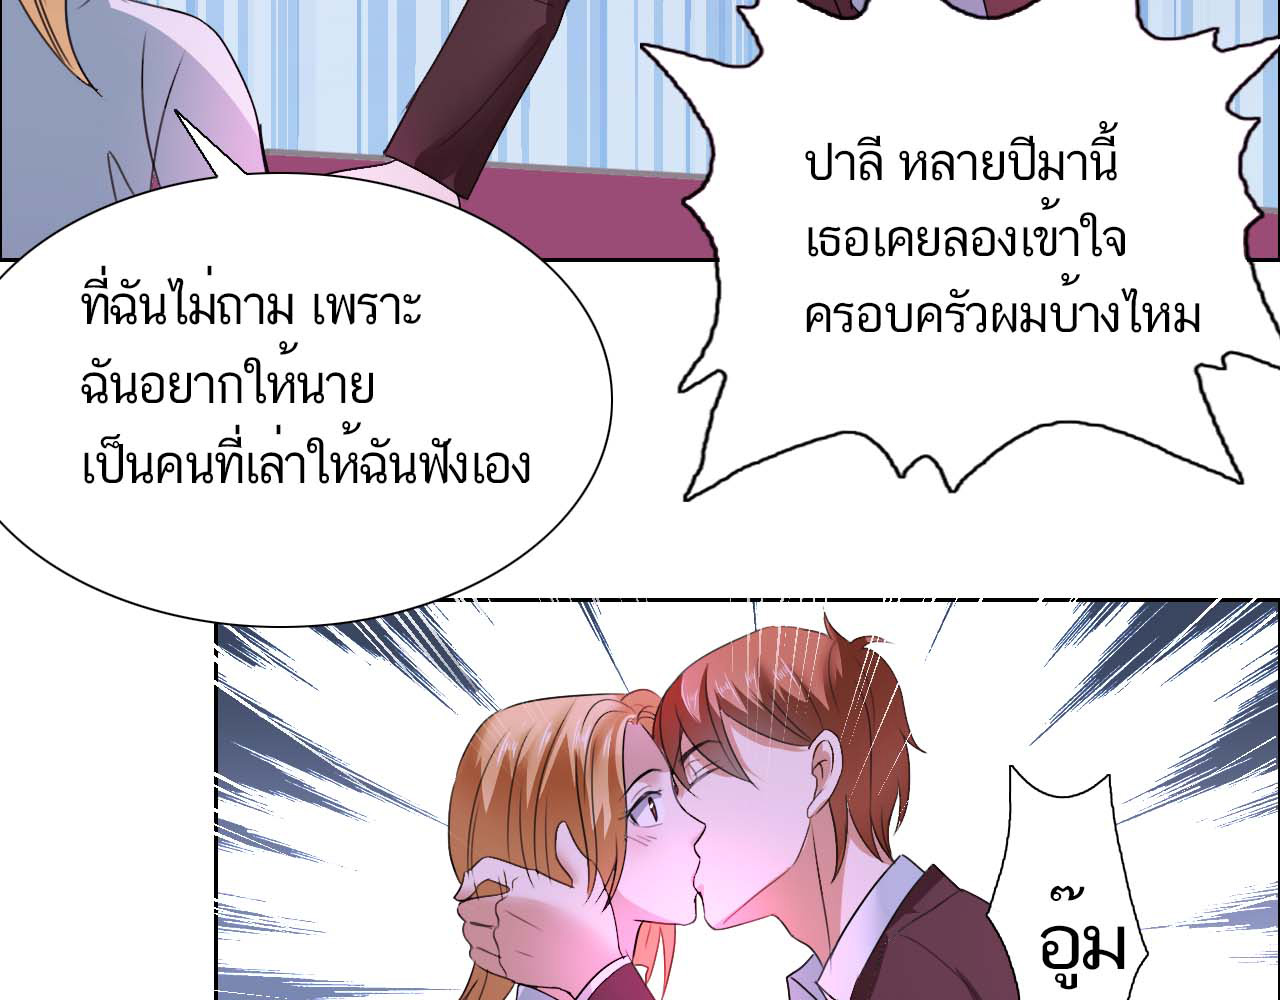 ปาลี หลายปีมานี้
เธอเคยลองเข้าใจ
ครอบครัวผมบ้างไหม
ที่ฉันไม่ถาม เพราะ
ฉันอยากให้นาย
เป็นคนที่เล่าให้ฉันฟังเอง
อู๊ม